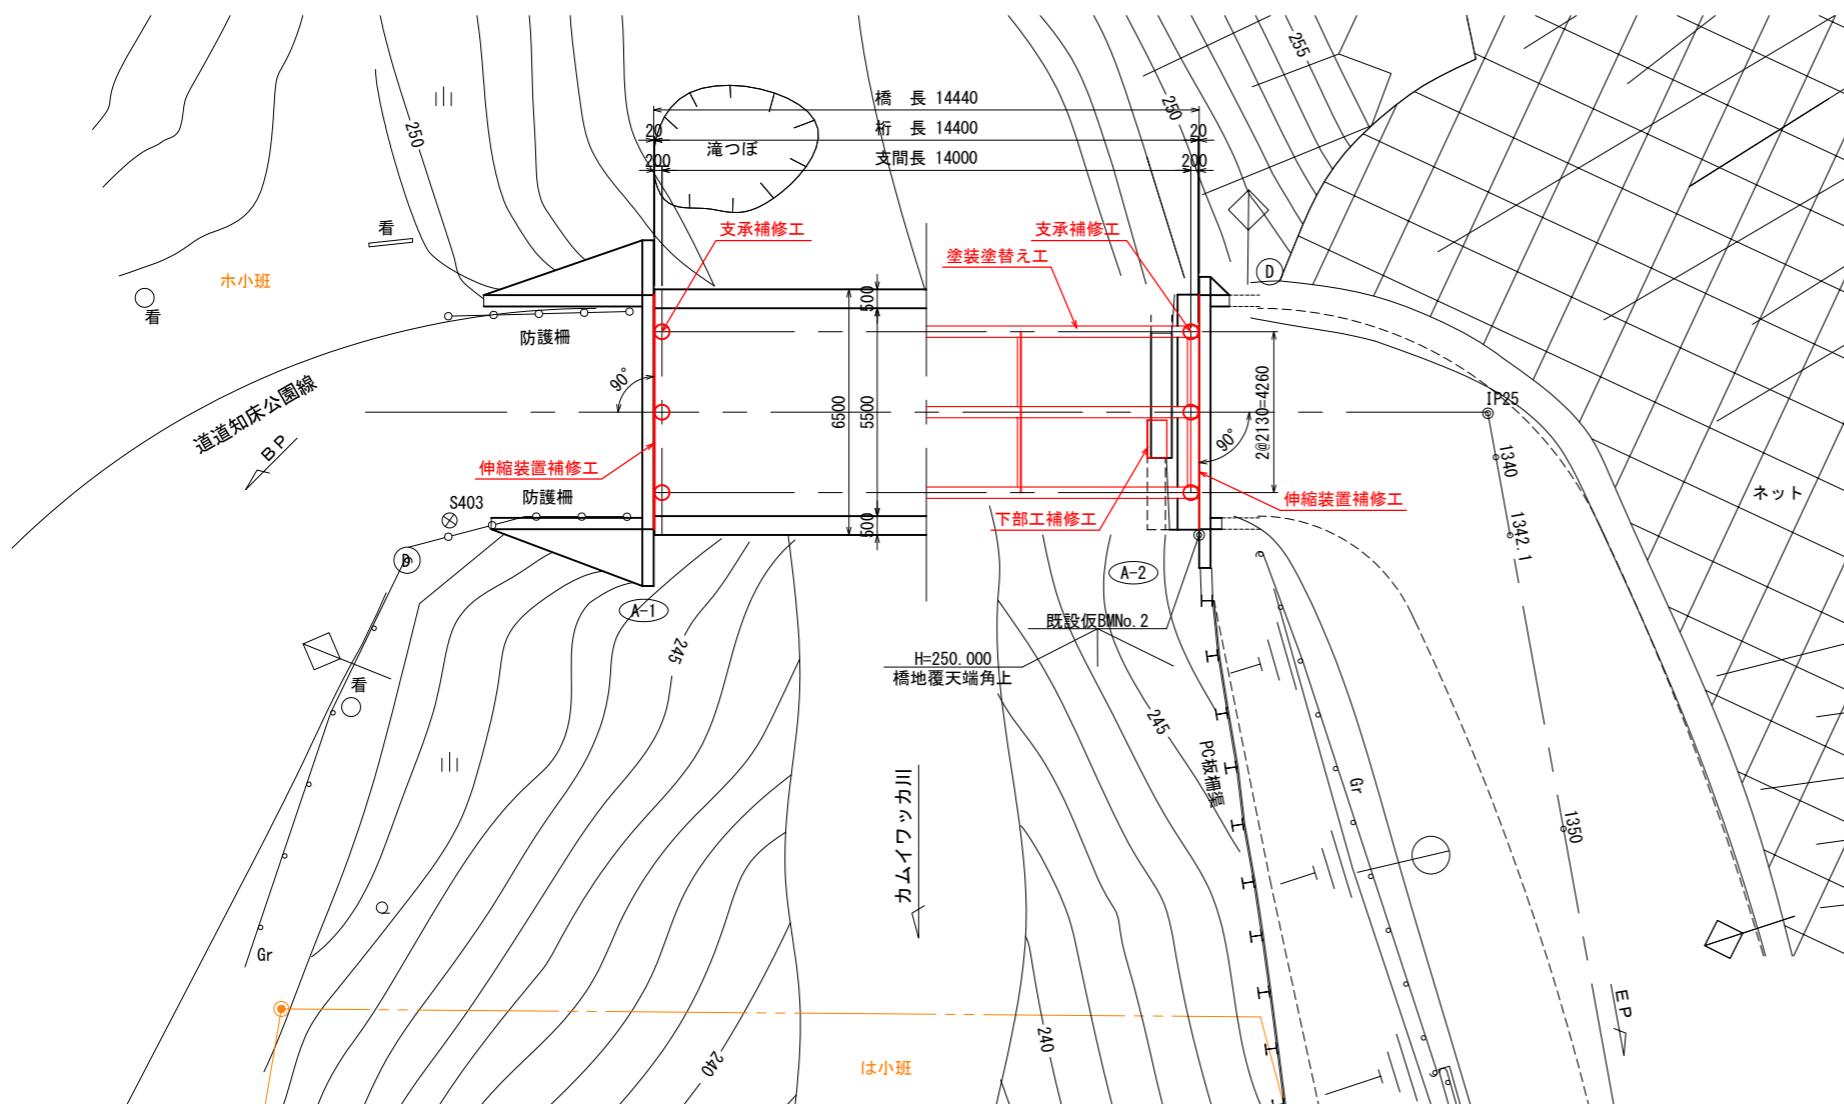 255
250
250
橋 長 14440
20
桁 長 14400
20
滝つぼ
200
支間長 14000
200
看
支承補修工
支承補修工
塗装塗替え工
ホ小班
看
D
防護柵
500
90°
道道知床公園線
BP
6500
5500
2@2130=4260
90°
IP25
1340
伸縮装置補修工
防護柵
S403
500
下部工補修工
伸縮装置補修工
ネット
1342.1
A-1
A-2
既設仮BMNo.2
245
H=250.000
橋地覆天端角上
看
245
PC板柵渠
Gr
カムイワッカ川
1350
Gr
EP
240
は小班
240